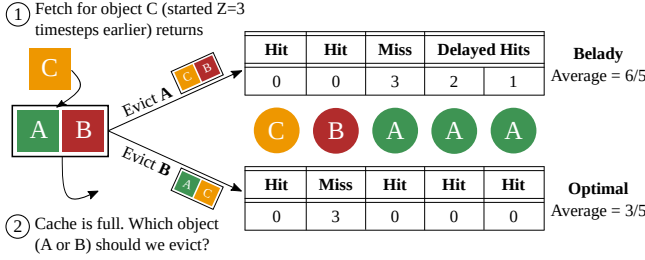 1 Fetch for object C (started Z=3
timesteps earlier) returns
C
A B
Evict A
C B
Hit Hit Miss Delayed Hits
0 0 3 2 1
Belady
Average = 6/5
C B A A A
Evict B
A C
Hit Miss Hit Hit Hit
0 3 0 0 0
Optimal
Average = 3/5
2 Cache is full. Which object
(A or B) should we evict?